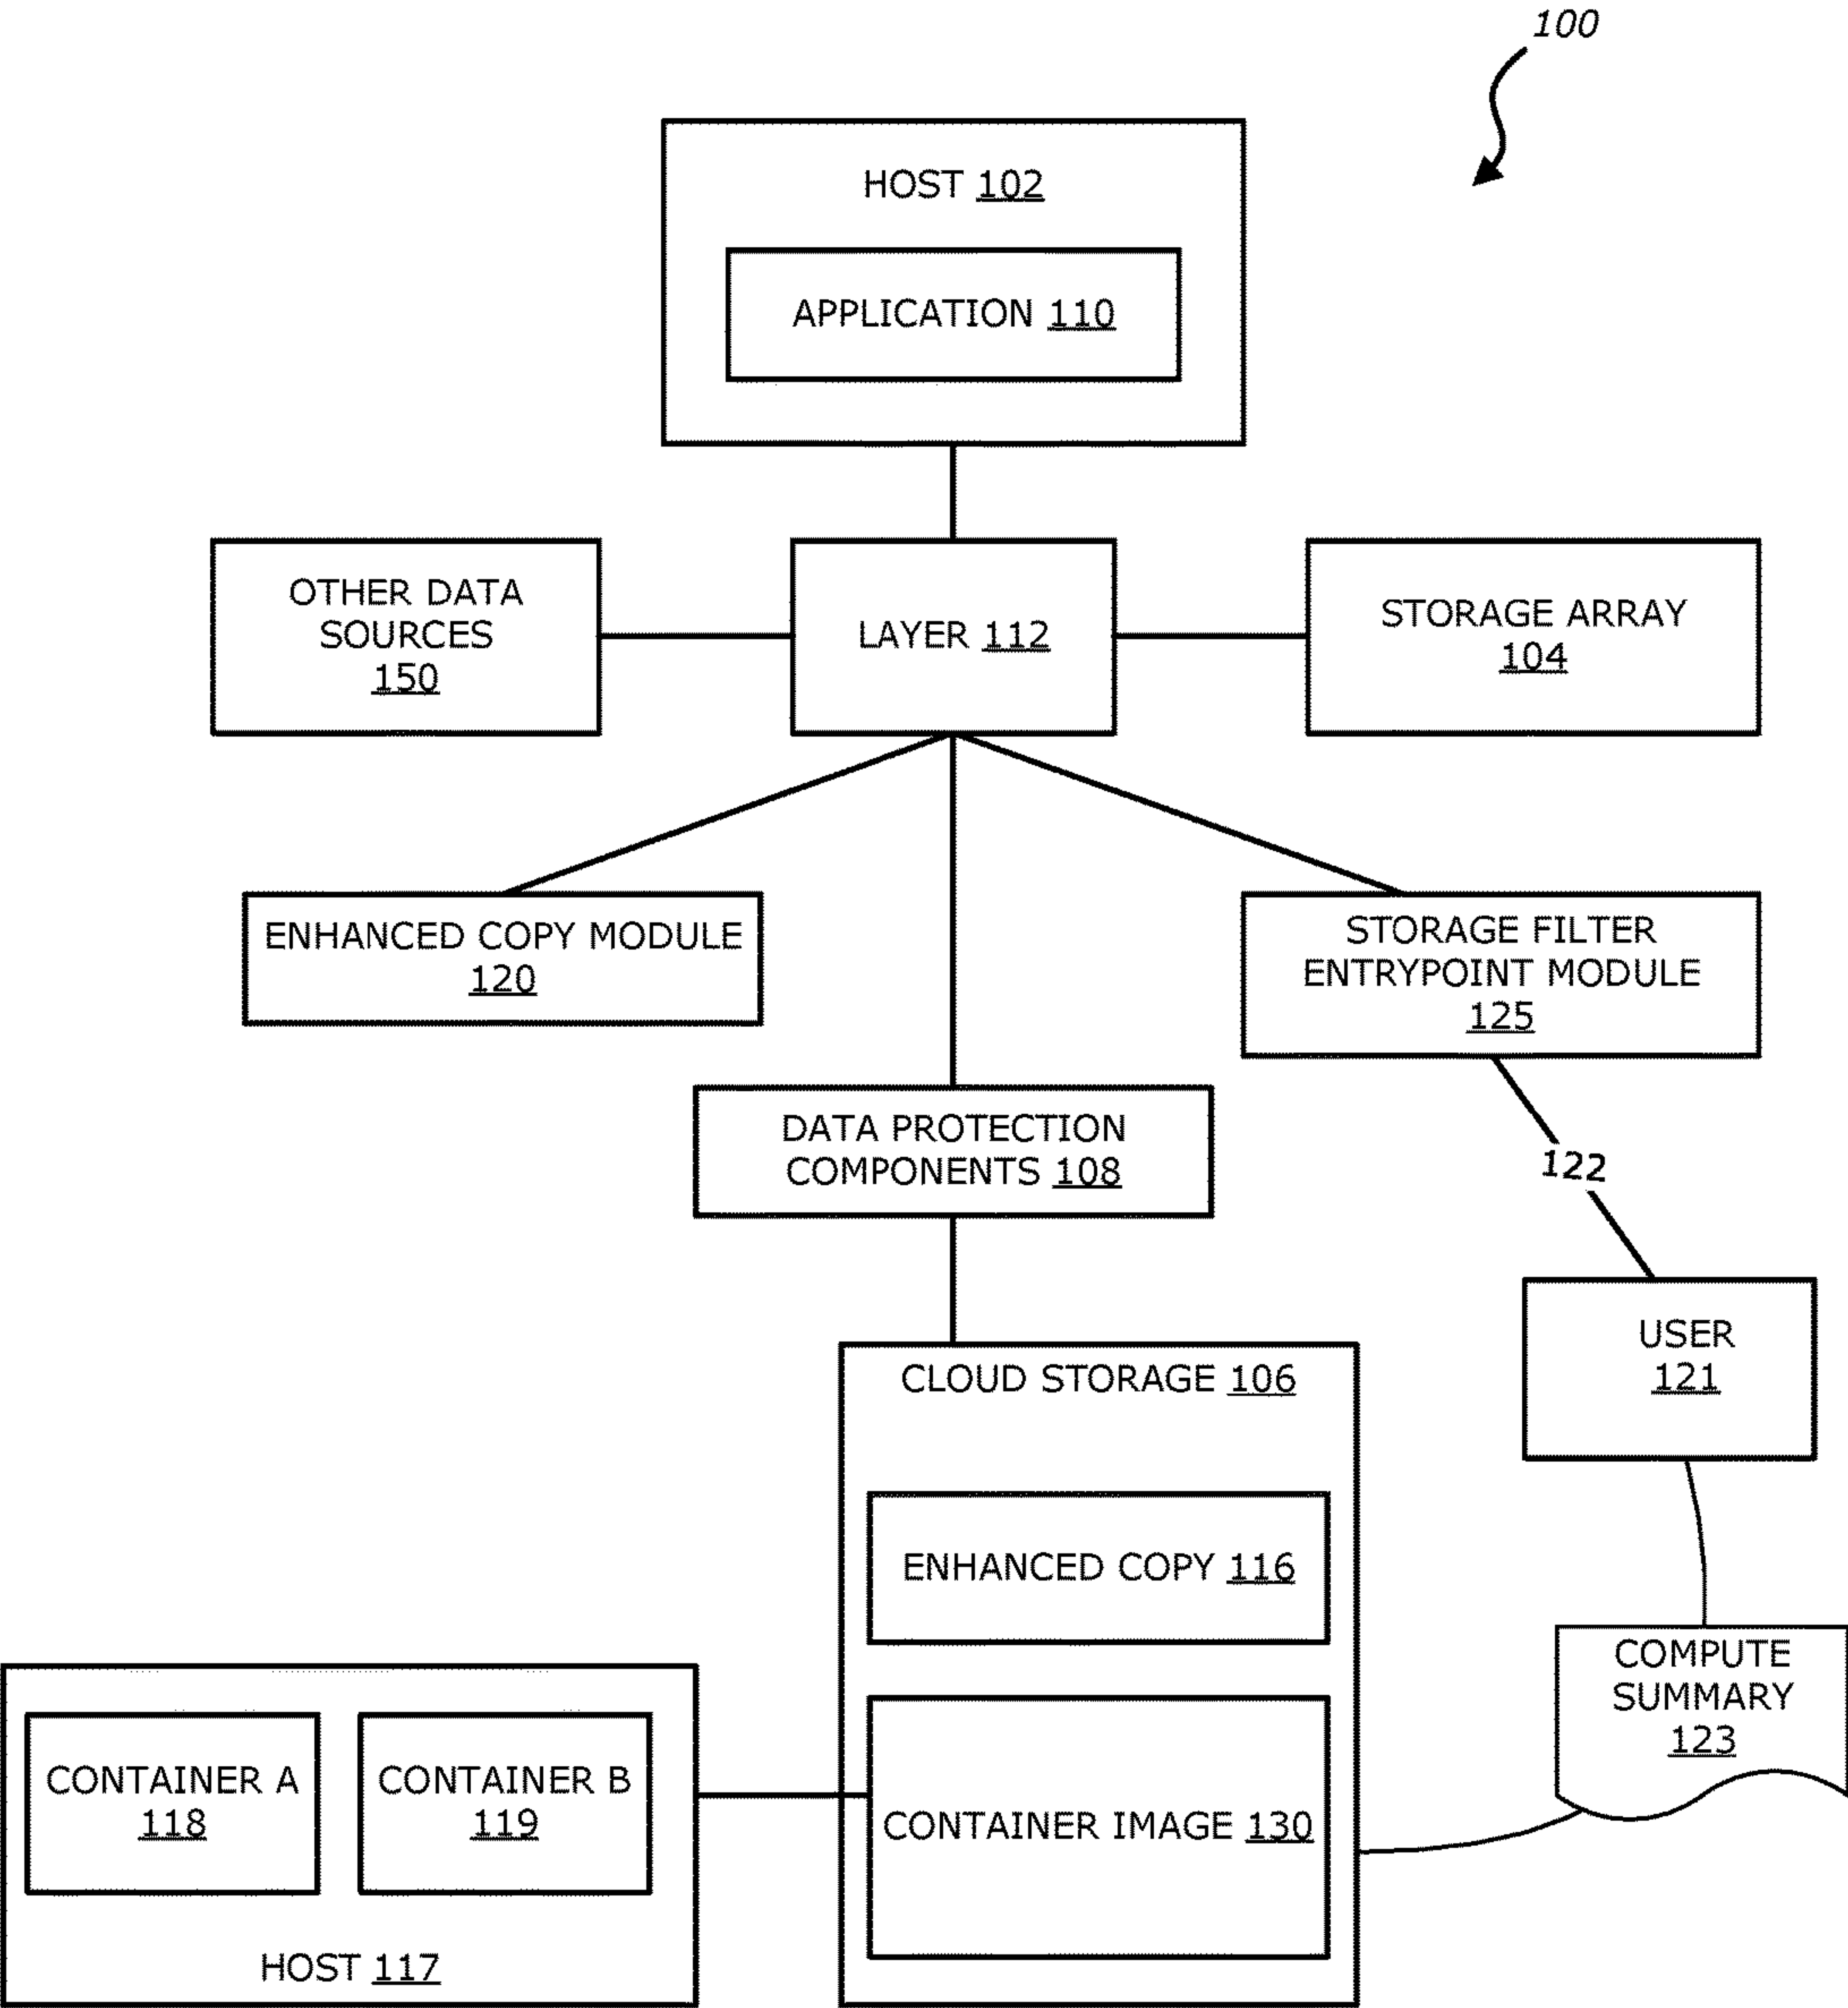 100
HOST 102
APPLICATION 110
OTHER DATA
SOURCES
150
LAYER 112
STORAGE ARRAY
104
ENHANCED COPY MODULE
120
STORAGE FILTER
ENTRYPOINT MODULE
125
DATA PROTECTION
COMPONENTS 108
122
USER
121
CLOUD STORAGE 106
ENHANCED COPY 116
COMPUTE
SUMMARY
123
CONTAINER A
118
CONTAINER B
119
CONTAINER IMAGE 130
HOST 117